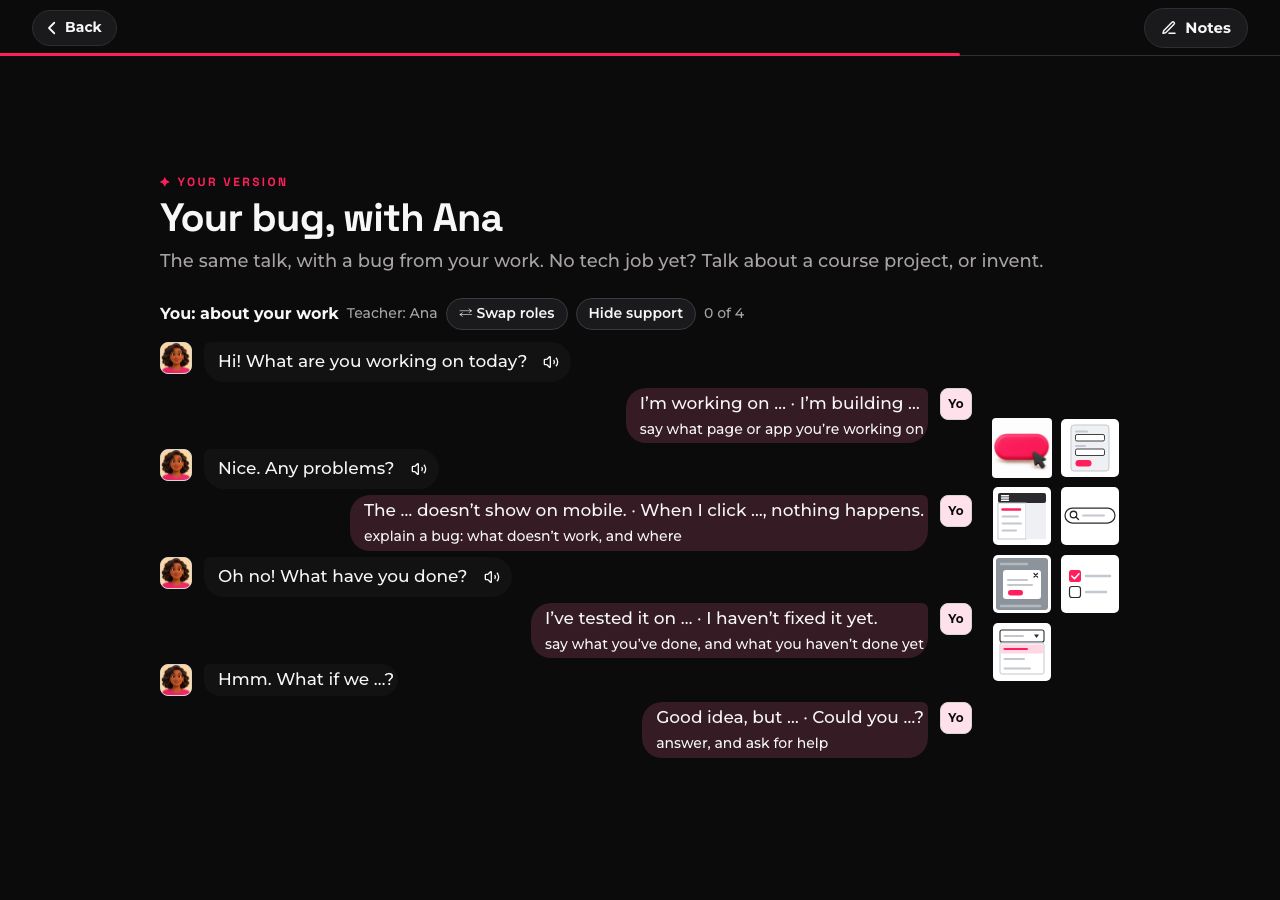 Back
Notes
YOUR VERSION
Your bug, with Ana
The same talk, with a bug from your work. No tech job yet? Talk about a course project, or invent.
You: about your work Teacher: Ana Swap roles Hide support 0 of 4
Hi! What are you working on today?
I’m working on … · I’m building …
say what page or app you’re working on
Yo
Nice. Any problems?
The … doesn’t show on mobile. · When I click …, nothing happens.
explain a bug: what doesn’t work, and where
Yo
Oh no! What have you done?
I’ve tested it on … · I haven’t fixed it yet.
say what you’ve done, and what you haven’t done yet
Yo
Hmm. What if we …?
Good idea, but … · Could you …?
answer, and ask for help
Yo